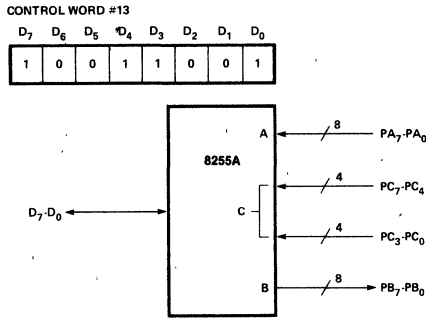 CONTROL WORD #13
D7 D6 D5 D4 D3 D2 D1 D0
1 0 0 1 1 0 0 1
8255A
A
8
PA7-PA0
4
PC7-PC4
D7-D0
C
4
PC3-PC0
B
8
PB7-PB0